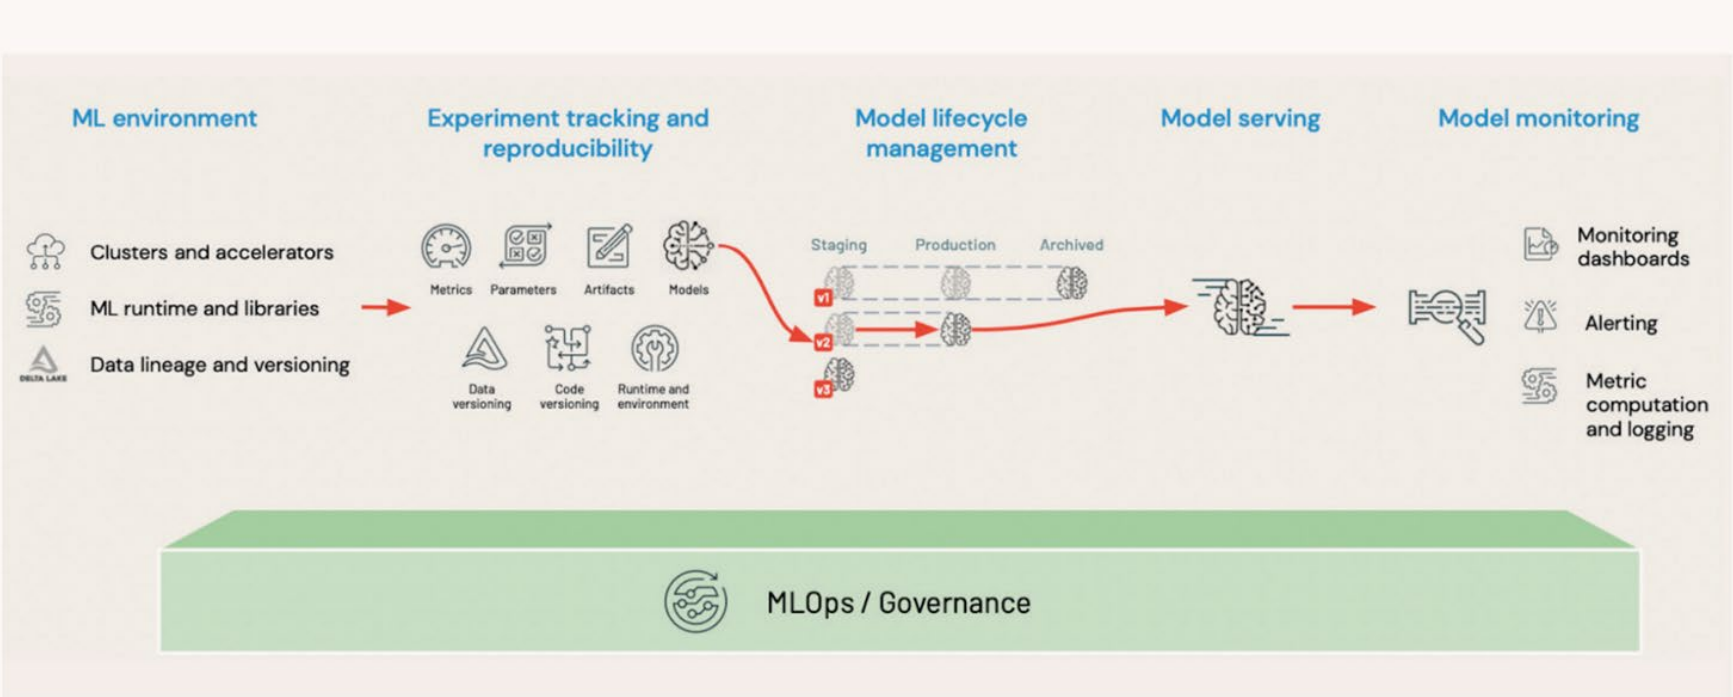 ML environment
Experiment tracking and
reproducibility
Model lifecycle
management
Model serving
Model monitoring
Clusters and accelerators
ML runtime and libraries
DELTA LAKE
Data lineage and versioning
Metrics
Parameters
Artifacts
Models
Data
versioning
Code
versioning
Runtime and
environment
Staging
Production
Archived
v1
v2
v3
Monitoring
dashboards
Alerting
Metric
computation
and logging
MLOps / Governance